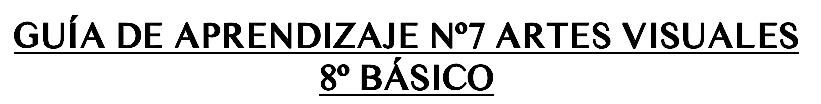 GUÍA DE APRENDIZAJE Nº7 ARTES VISUALES
8º BÁSICO